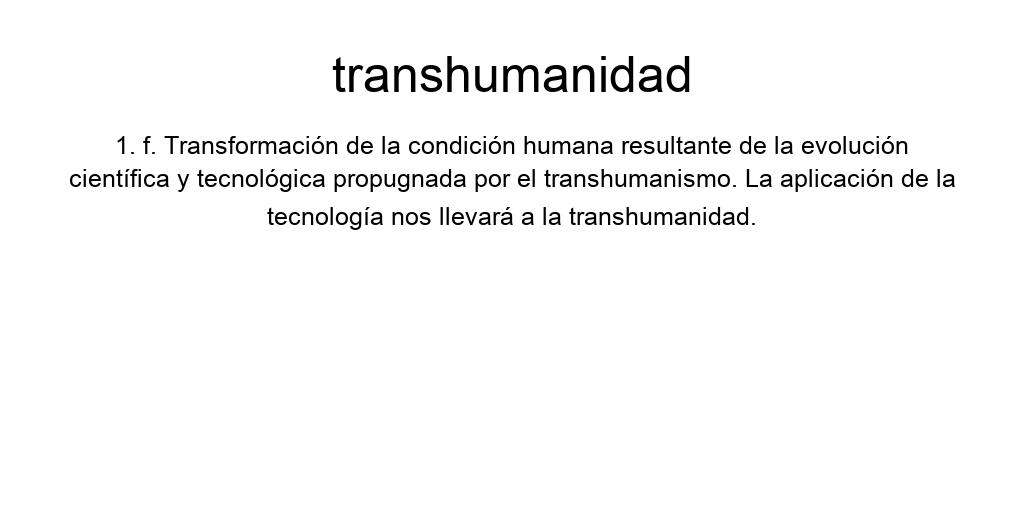 transhumanidad
1. f. Transformación de la condición humana resultante de la evolución
científica y tecnológica propugnada por el transhumanismo. La aplicación de la
tecnología nos llevará a la transhumanidad.